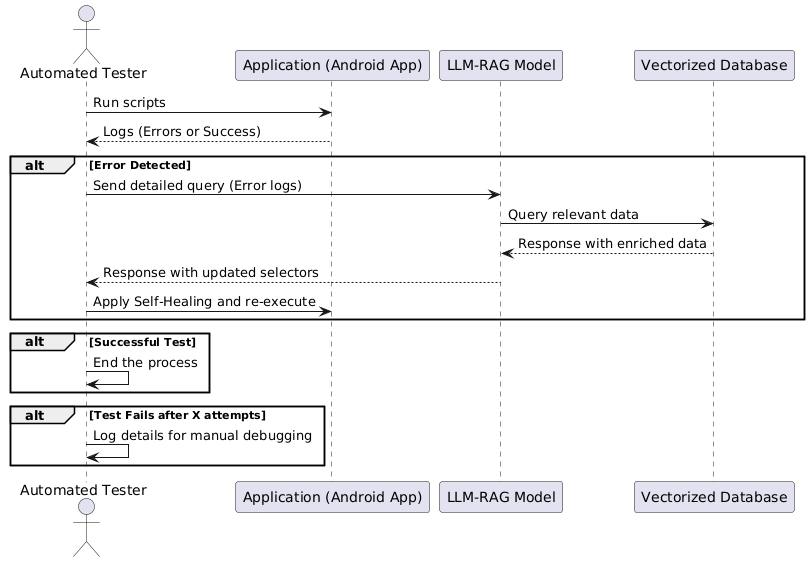 Automated Tester
Application (Android App)
LLM-RAG Model
Vectorized Database
Run scripts
Logs (Errors or Success)
alt [Error Detected]
Send detailed query (Error logs)
Query relevant data
Response with enriched data
Response with updated selectors
Apply Self-Healing and re-execute
alt [Successful Test]
End the process
alt [Test Fails after X attempts]
Log details for manual debugging
Automated Tester
Application (Android App)
LLM-RAG Model
Vectorized Database